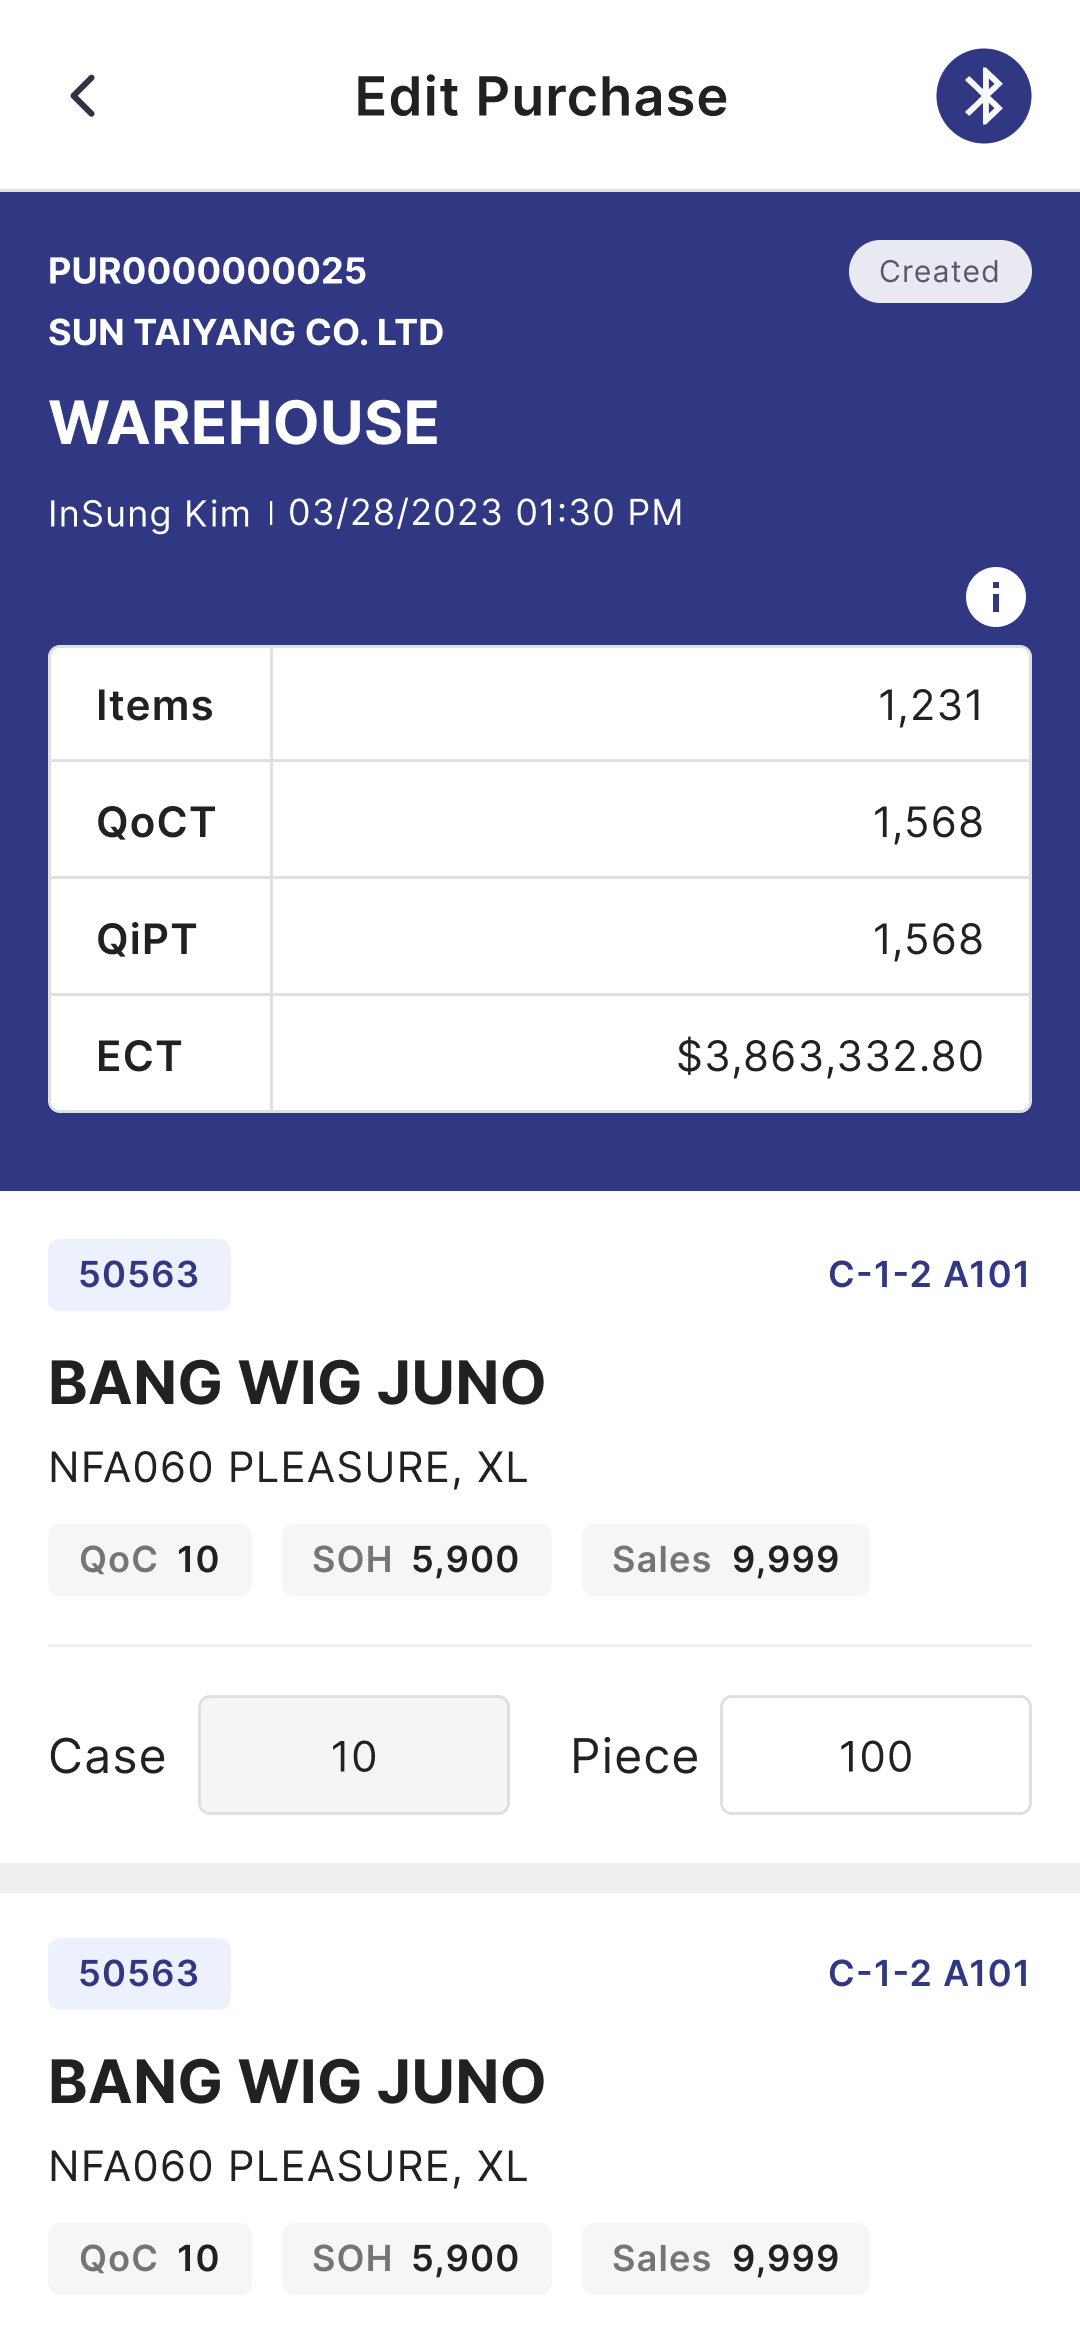 Edit Purchase
PUR0000000025
Created
SUN TAIYANG CO. LTD
WAREHOUSE
InSung Kim | 03/28/2023 01:30 PM
i
Items 1,231
QoCT 1,568
QiPT 1,568
ECT $3,863,332.80
50563 C-1-2 A101
BANG WIG JUNO
NFA060 PLEASURE, XL
QoC 10 SOH 5,900 Sales 9,999
Case 10 Piece 100
50563 C-1-2 A101
BANG WIG JUNO
NFA060 PLEASURE, XL
QoC 10 SOH 5,900 Sales 9,999